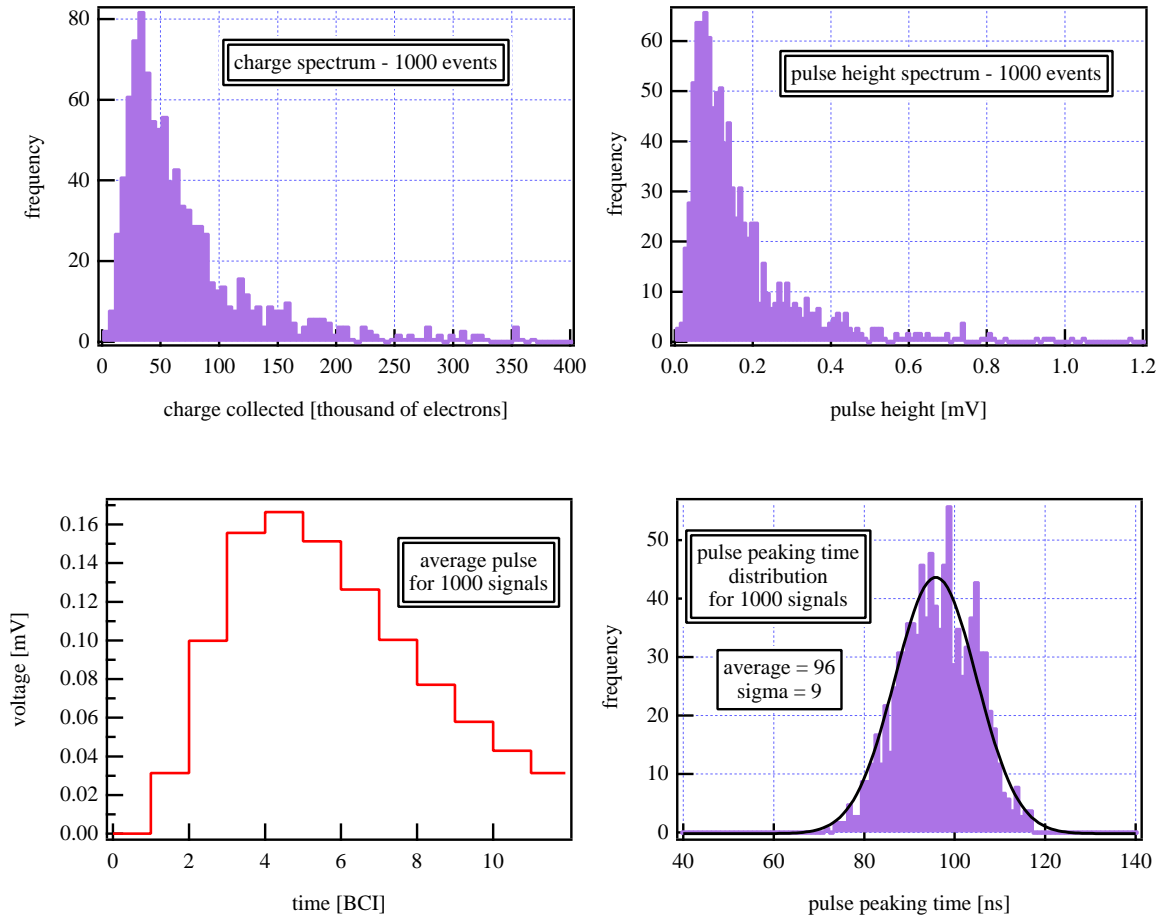 80
60
40
20
0
frequency
charge spectrum - 1000 events
0 50 100 150 200 250 300 350 400
charge collected [thousand of electrons]
60
50
40
30
20
10
0
frequency
pulse height spectrum - 1000 events
0.0 0.2 0.4 0.6 0.8 1.0 1.2
pulse height [mV]
0.16
0.14
0.12
0.10
0.08
0.06
0.04
0.02
0.00
voltage [mV]
average pulse
for 1000 signals
0 2 4 6 8 10
time [BCI]
50
40
30
20
10
0
frequency
pulse peaking time
distribution
for 1000 signals
average = 96
sigma = 9
40 60 80 100 120 140
pulse peaking time [ns]